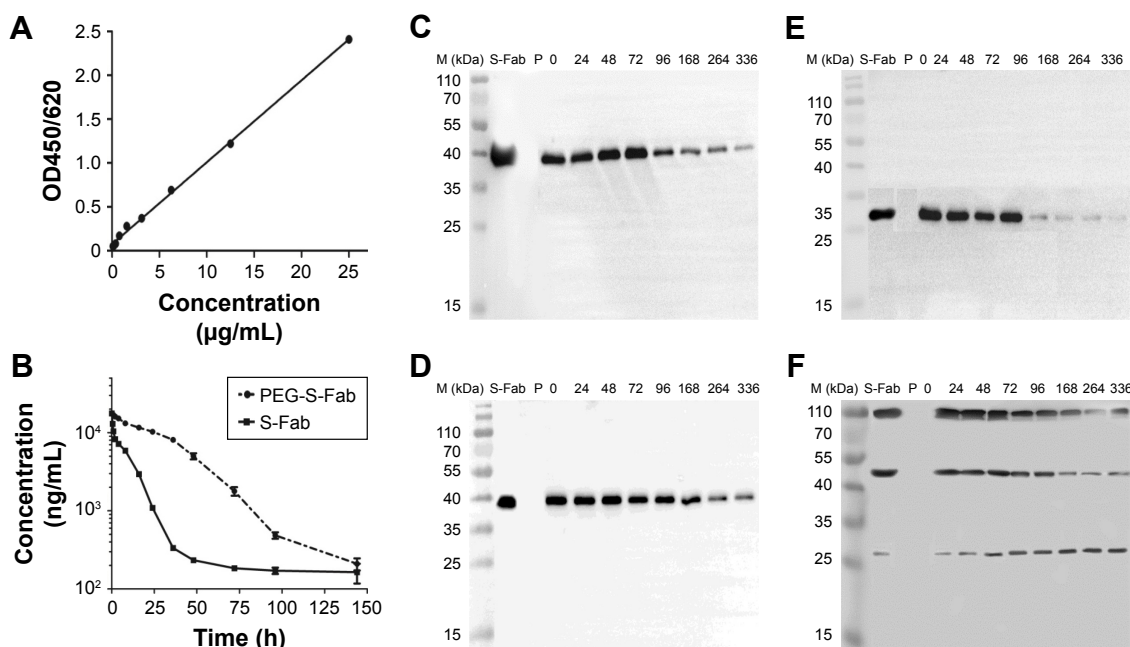 A
OD450/620
2.5
2.0
1.5
1.0
0.5
0
0 5 10 15 20 25
Concentration
(µg/mL)
B
Concentration
(ng/mL)
10⁴
10³
10²
PEG-S-Fab
S-Fab
0 25 50 75 100 125 150
Time (h)
C
M (kDa) S-Fab P 0 24 48 72 96 168 264 336
110
70
55
40
35
25
15
D
M (kDa) S-Fab P 0 24 48 72 96 168 264 336
110
70
55
40
35
25
15
E
M (kDa) S-Fab P 0 24 48 72 96 168 264 336
110
70
55
40
35
25
15
F
M (kDa) S-Fab P 0 24 48 72 96 168 264 336
110
70
55
40
35
25
15